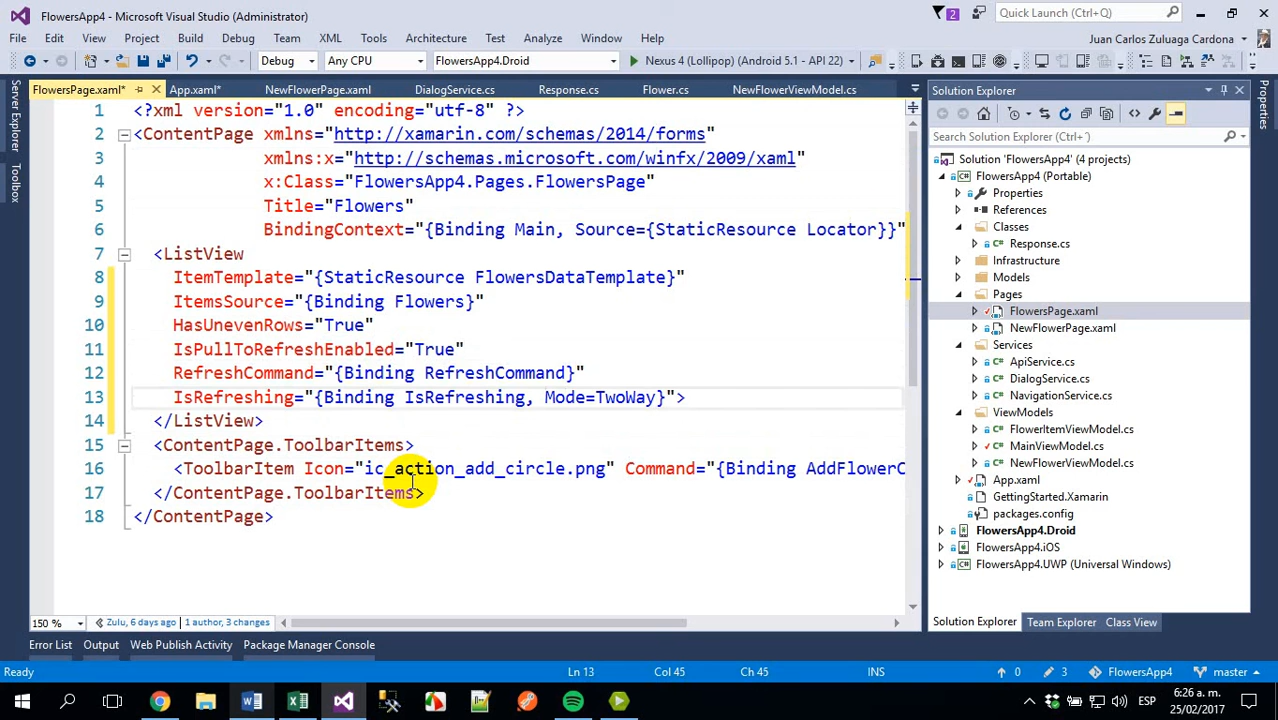 FlowersApp4 - Microsoft Visual Studio (Administrator)
2
Quick Launch (Ctrl+Q)
File Edit View Project Build Debug Team XML Tools Architecture Test Analyze Window Help
Juan Carlos Zuluaga Cardona
Debug Any CPU FlowersApp4.Droid Nexus 4 (Lollipop) (Android 5.1 - API 22)
FlowersPage.xaml* App.xaml* NewFlowerPage.xaml DialogService.cs Response.cs Flower.cs NewFlowerViewModel.cs
Server Explorer
Toolbox
1 <?xml version="1.0" encoding="utf-8" ?>
2 <ContentPage xmlns="http://xamarin.com/schemas/2014/forms"
3 xmlns:x="http://schemas.microsoft.com/winfx/2009/xaml"
4 x:Class="FlowersApp4.Pages.FlowersPage"
5 Title="Flowers"
6 BindingContext="{Binding Main, Source={StaticResource Locator}}"
7 <ListView
8 ItemTemplate="{StaticResource FlowersDataTemplate}"
9 ItemsSource="{Binding Flowers}"
10 HasUnevenRows="True"
11 IsPullToRefreshEnabled="True"
12 RefreshCommand="{Binding RefreshCommand}"
13 IsRefreshing="{Binding IsRefreshing, Mode=TwoWay}">
14 </ListView>
15 <ContentPage.ToolbarItems>
16 <ToolbarItem Icon="ic_action_add_circle.png" Command="{Binding AddFlowerC
17 </ContentPage.ToolbarItems>
18 </ContentPage>
150 % Zulu, 6 days ago | 1 author, 3 changes
Solution Explorer
Search Solution Explorer (Ctrl+´)
Solution 'FlowersApp4' (4 projects)
FlowersApp4 (Portable)
Properties
References
Classes
Response.cs
Infrastructure
Models
Pages
FlowersPage.xaml
NewFlowerPage.xaml
Services
ApiService.cs
DialogService.cs
NavigationService.cs
ViewModels
FlowerItemViewModel.cs
MainViewModel.cs
NewFlowerViewModel.cs
App.xaml
GettingStarted.Xamarin
packages.config
FlowersApp4.Droid
FlowersApp4.iOS
FlowersApp4.UWP (Universal Windows)
Solution Explorer Team Explorer Class View
Properties
Error List Output Web Publish Activity Package Manager Console
Ready Ln 13 Col 45 Ch 45 INS 0 3 FlowersApp4 master
ESP
6:26 a. m.
25/02/2017